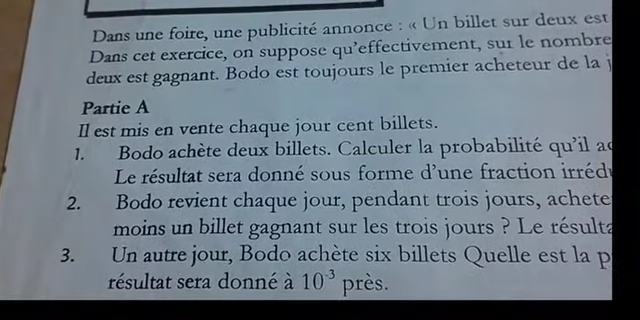 Dans une foire, une publicité annonce : « Un billet sur deux est
Dans cet exercice, on suppose qu'effectivement, sur le nombre
deux est gagnant. Bodo est toujours le premier acheteur de la
Partie A
Il est mis en vente chaque jour cent billets.
1. Bodo achète deux billets. Calculer la probabilité qu'il
Le résultat sera donné sous forme d'une fraction
2. Bodo revient chaque jour, pendant trois jours,
moins un billet gagnant sur les trois jours ? Le
3. Un autre jour, Bodo achète six billets Quelle est la
résultat sera donné à 10⁻³ près.